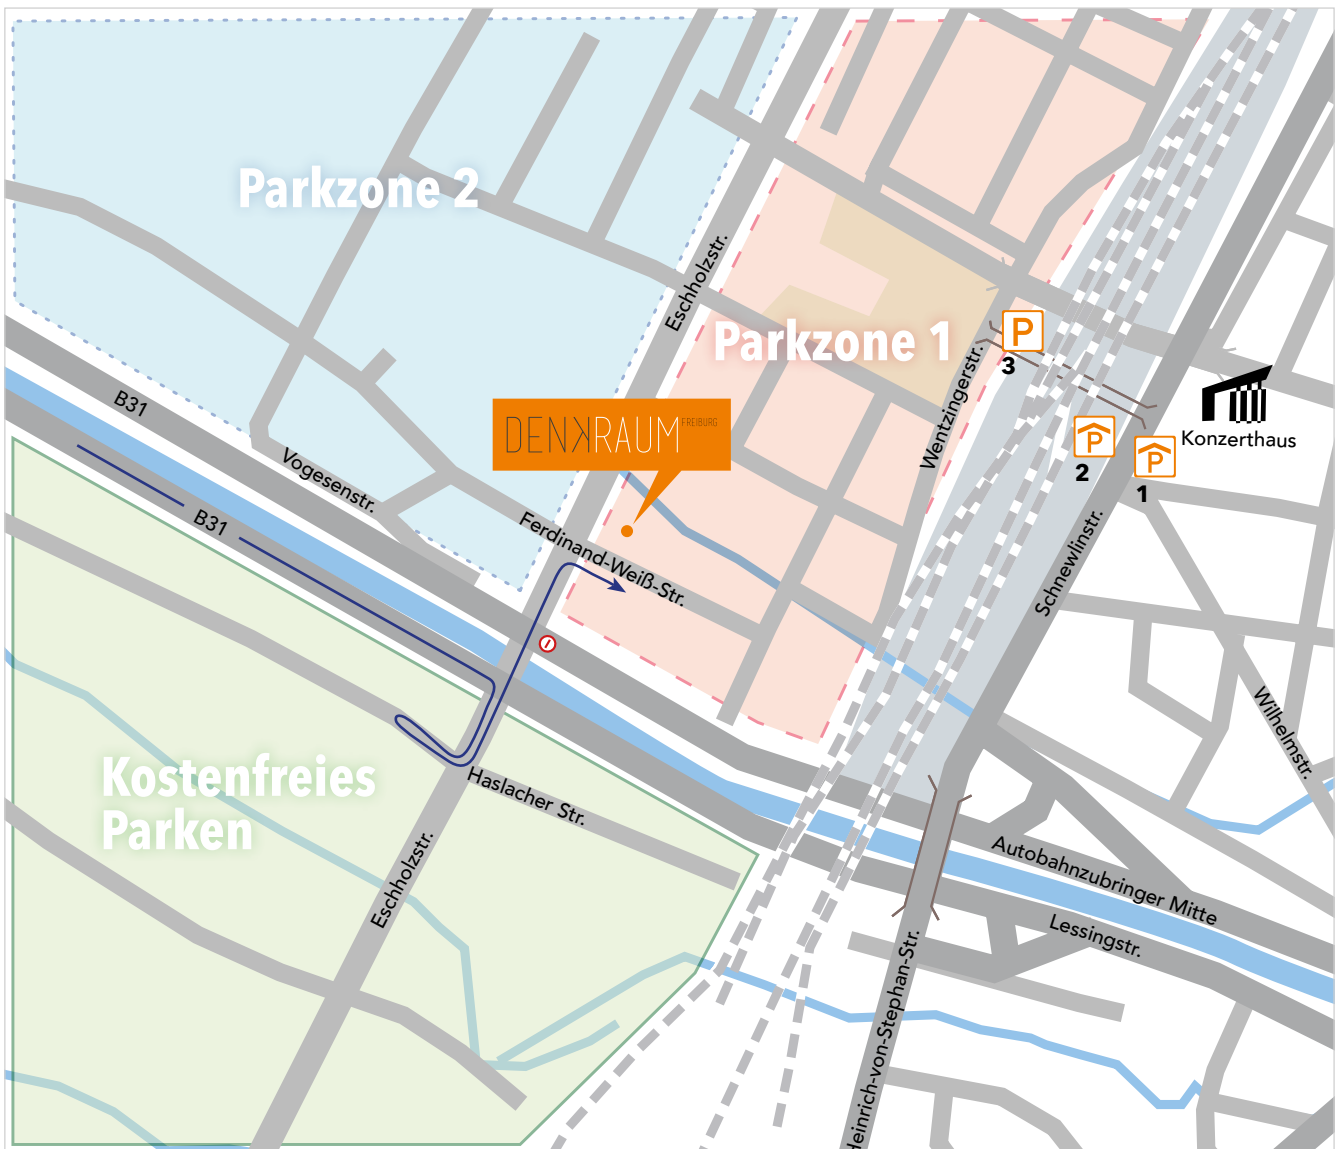 Parkzone 2
Eschholzstr.
Parkzone 1
P
3
Wentzingerstr.
Konzerthaus
P
2
P
1
B31
DENKRAUM FREIBURG
Vogesenstr.
B31
Ferdinand-Weiß-Str.
Schnewlinstr.
Wilhelmstr.
Kostenfreies
Parken
Haslacher Str.
Eschholzstr.
Autobahnzubringer Mitte
Lessingstr.
Heinrich-von-Stephan-Str.